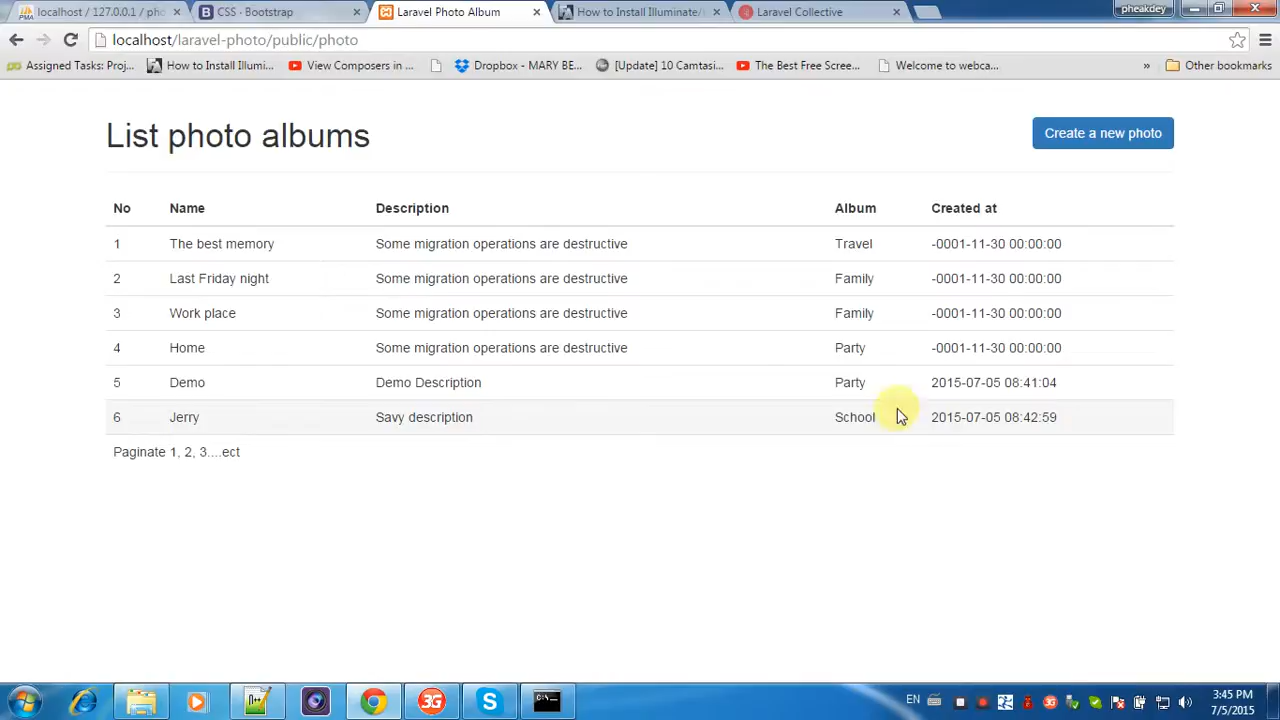 localhost / 127.0.0.1 / pho
CSS · Bootstrap
Laravel Photo Album
How to Install Illuminate/
Laravel Collective
pheakdey
localhost/laravel-photo/public/photo
Assigned Tasks: Proj...
How to Install Illumi...
View Composers in ...
Dropbox - MARY BE...
[Update] 10 Camtasi...
The Best Free Scree...
Welcome to webca...
»
Other bookmarks
List photo albums
Create a new photo
No Name Description Album Created at
1 The best memory Some migration operations are destructive Travel -0001-11-30 00:00:00
2 Last Friday night Some migration operations are destructive Family -0001-11-30 00:00:00
3 Work place Some migration operations are destructive Family -0001-11-30 00:00:00
4 Home Some migration operations are destructive Party -0001-11-30 00:00:00
5 Demo Demo Description Party 2015-07-05 08:41:04
6 Jerry Savy description School 2015-07-05 08:42:59
Paginate 1, 2, 3....ect
EN
3:45 PM
7/5/2015